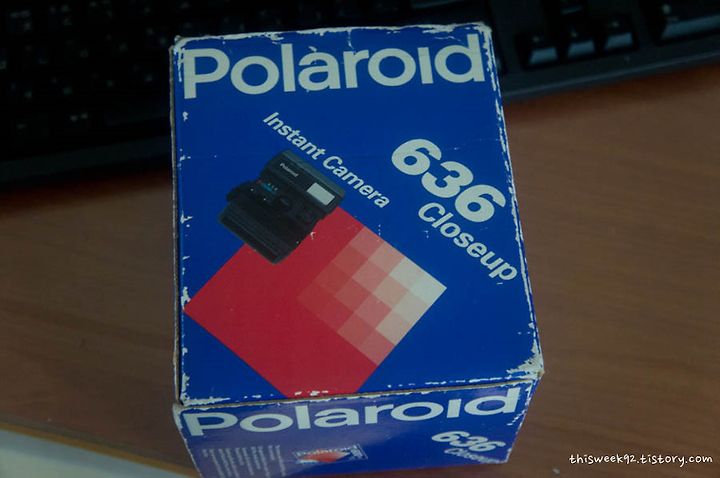 Polaroid
Instant Camera
Polaroid
636
Closeup
Polaroid
636
Closeup
thisweek92.tistory.com